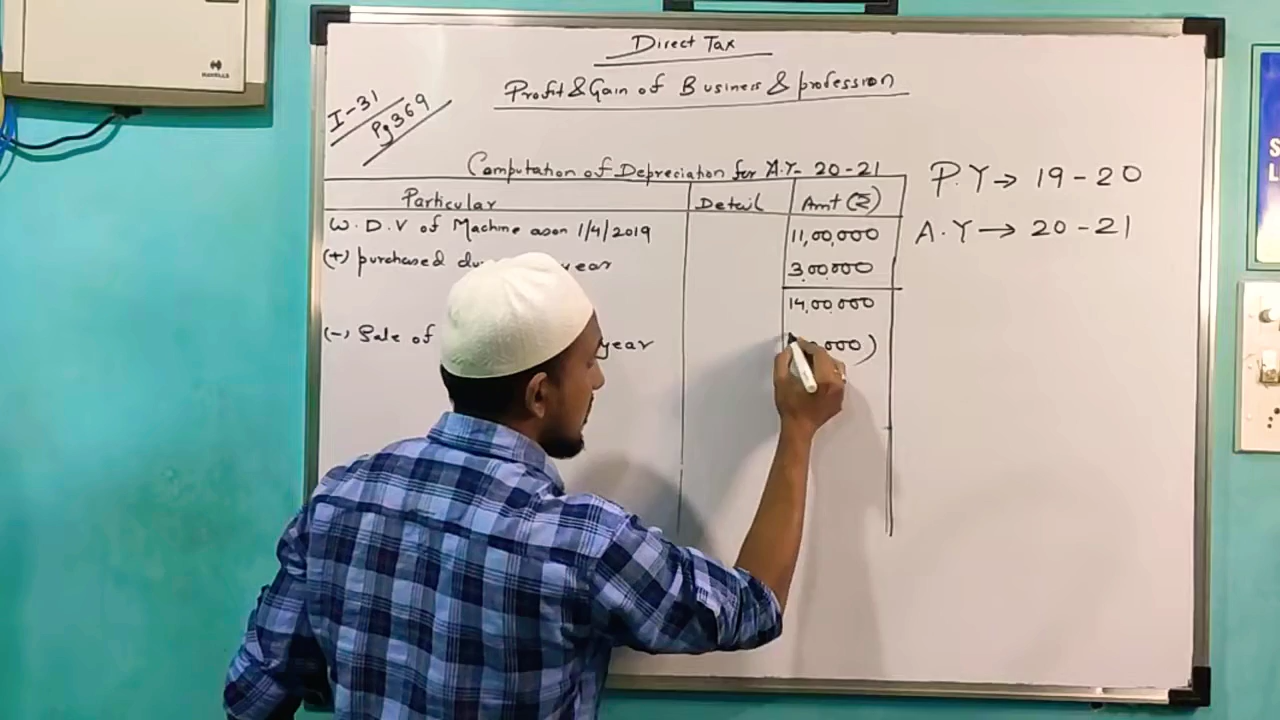 HAVELLS
Direct Tax
Profit & Gain of Business & profession
I-31
Pg 369
Computation of Depreciation for A.Y- 20-21
Particular Detail Amt (₹)
W.D.V of Machine as on 1/4/2019 11,00,000
(+) purchased year 3,00,000
14,00,000
(-) Sale of year 000)
P.Y → 19-20
A.Y → 20-21
S
L